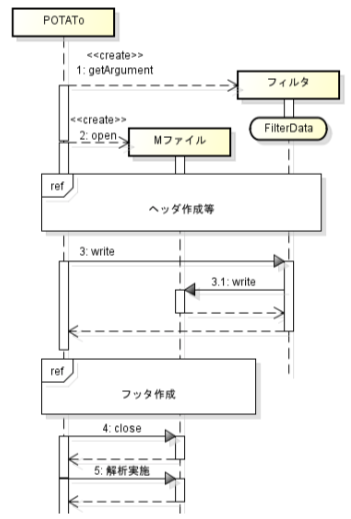 POTATo
<<create>>
1: getArgument
フィルタ
<<create>>
2: open
Mファイル
FilterData
ref
ヘッダ作成等
3: write
3.1: write
ref
フッタ作成
4: close
5: 解析実施